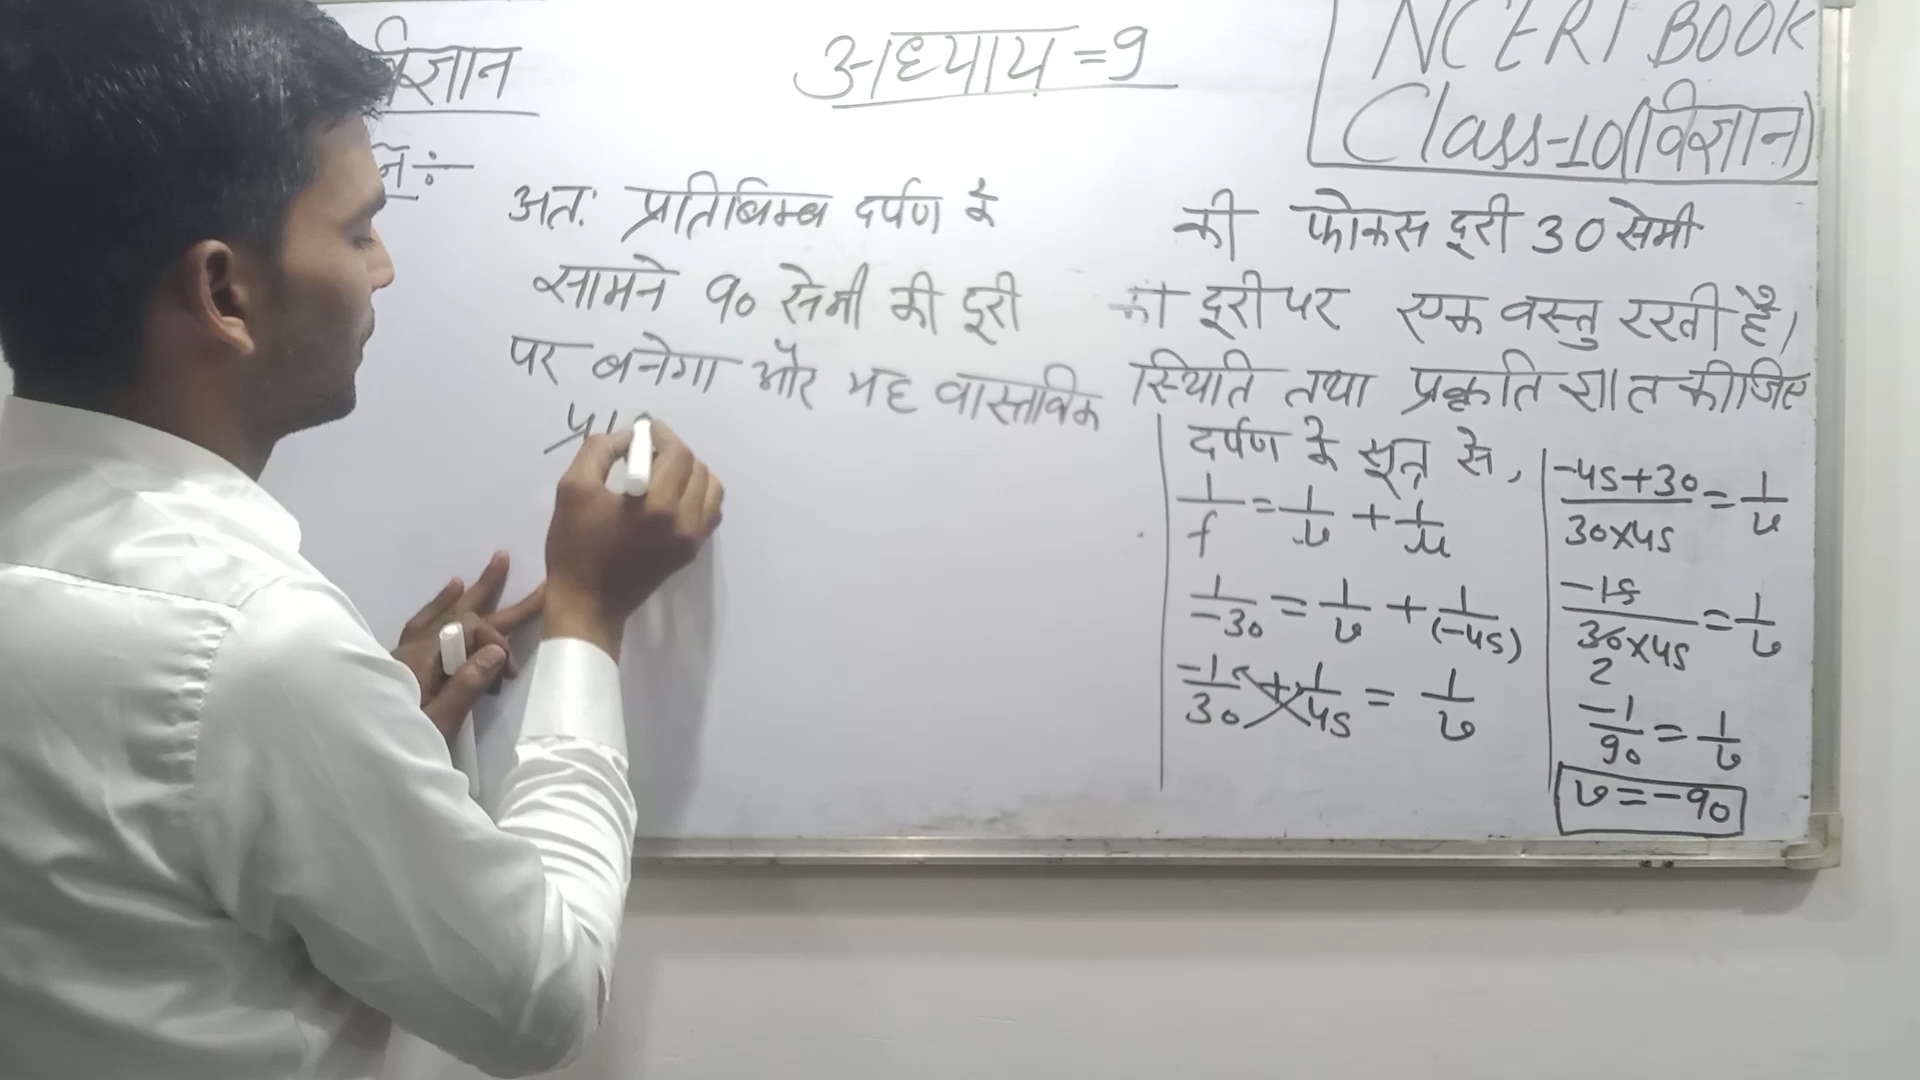 विज्ञान
अध्याय = 9
NCERT BOOK
Class-10(विज्ञान)
अतः प्रतिबिम्ब दर्पण के
सामने 90 सेमी की दूरी
पर बनेगा और यह वास्तविक
प्रा
की फोकस दूरी 30 सेमी
की दूरी पर एक वस्तु रखी है।
स्थिति तथा प्रकृति ज्ञात कीजिए
दर्पण के सूत्र से,
1/f = 1/v + 1/u
1/-30 = 1/v + 1/(-45)
-1/30 + 1/45 = 1/v
-45+30/30×45 = 1/v
-15/30×45 = 1/v
2
-1/90 = 1/v
v = -90